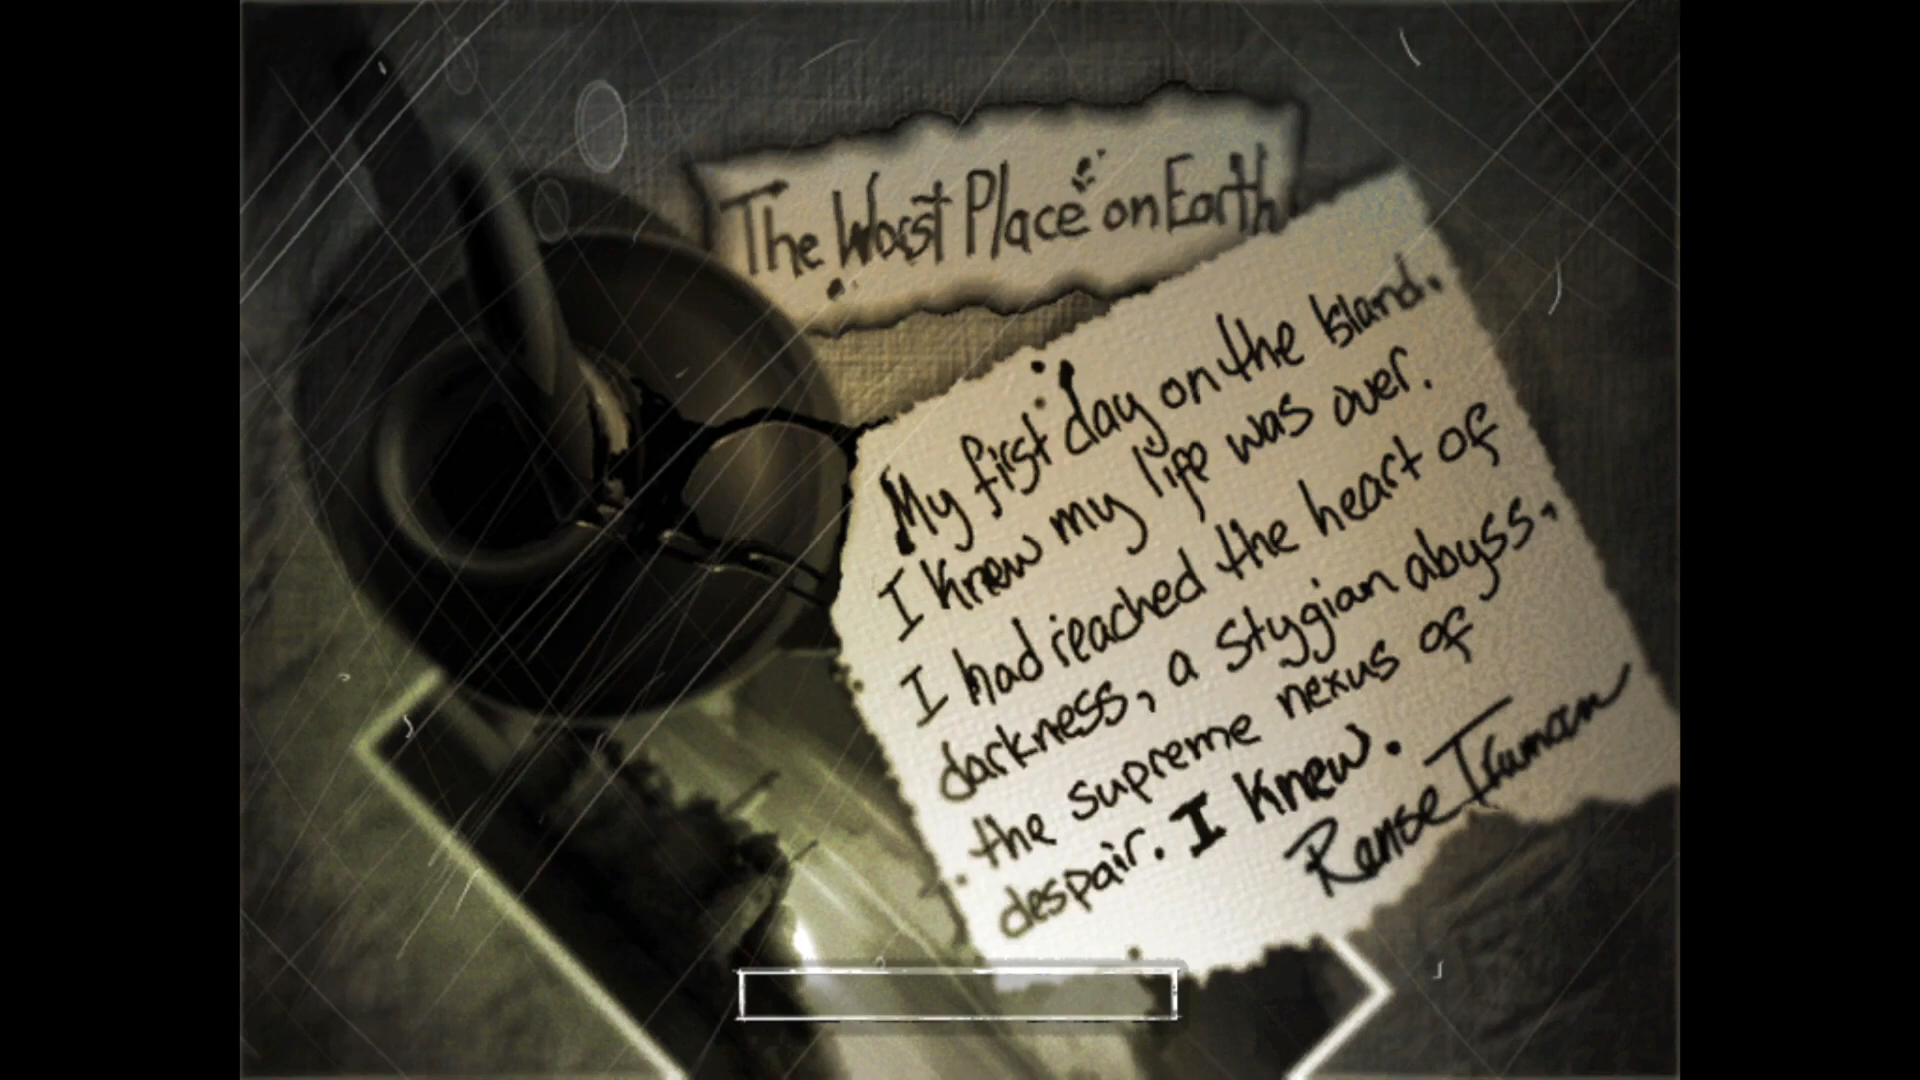 The Worst Place on Earth
My first day on the Island.
I knew my life was over.
I had reached the heart of
darkness, a stygian abyss,
the supreme nexus of
despair. I knew.
Ranse Truman